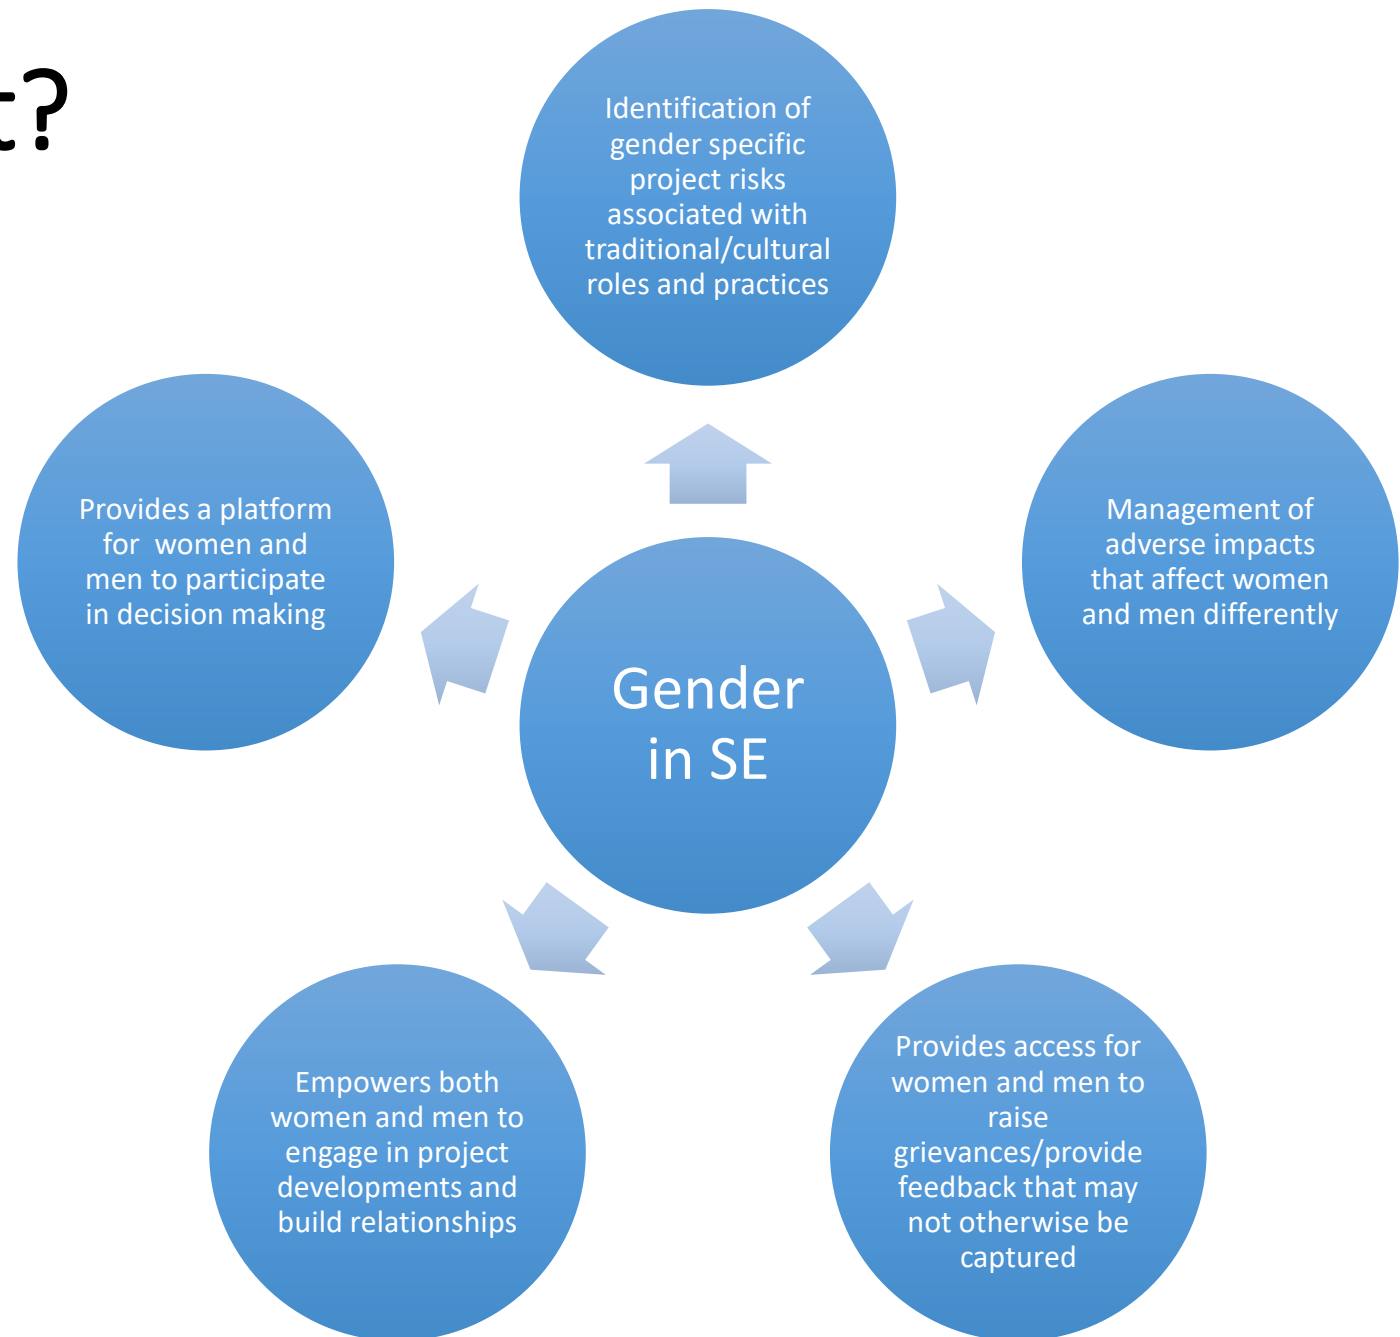 t?
Identification of
gender specific
project risks
associated with
traditional/cultural
roles and practices
Provides a platform
for women and
men to participate
in decision making
Management of
adverse impacts
that affect women
and men differently
Gender
in SE
Empowers both
women and men to
engage in project
developments and
build relationships
Provides access for
women and men to
raise
grievances/provide
feedback that may
not otherwise be
captured